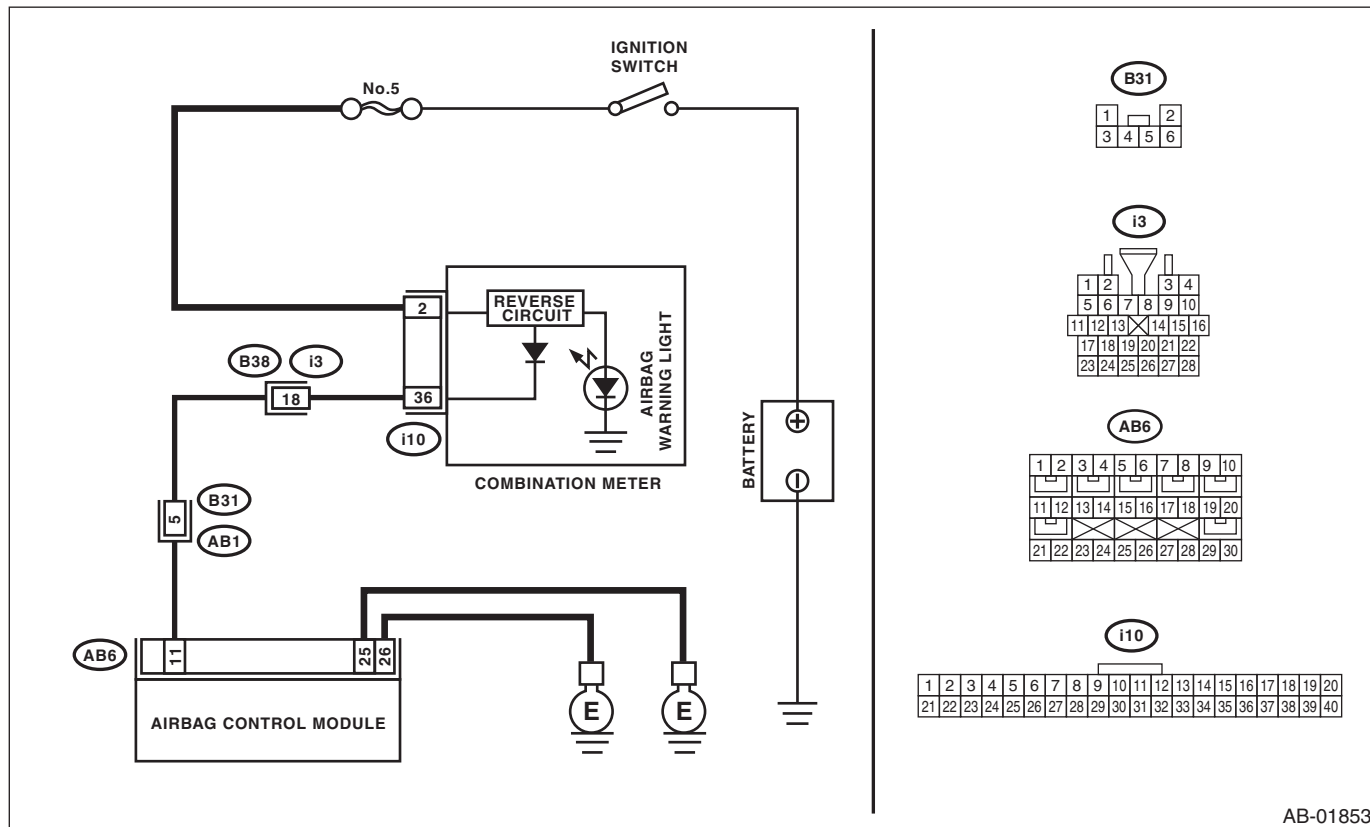 IGNITION
SWITCH
No.5
2
REVERSE
CIRCUIT
AIRBAG
WARNING LIGHT
B38 i3
18
36
i10
COMBINATION METER
BATTERY
+
−
5
B31
AB1
AB6
11
25 26
AIRBAG CONTROL MODULE
E E
B31
1 2
3 4 5 6
i3
1 2 3 4
5 6 7 8 9 10
11 12 13 14 15 16
17 18 19 20 21 22
23 24 25 26 27 28
AB6
1 2 3 4 5 6 7 8 9 10
11 12 13 14 15 16 17 18 19 20
21 22 23 24 25 26 27 28 29 30
i10
1 2 3 4 5 6 7 8 9 10 11 12 13 14 15 16 17 18 19 20
21 22 23 24 25 26 27 28 29 30 31 32 33 34 35 36 37 38 39 40
AB-01853